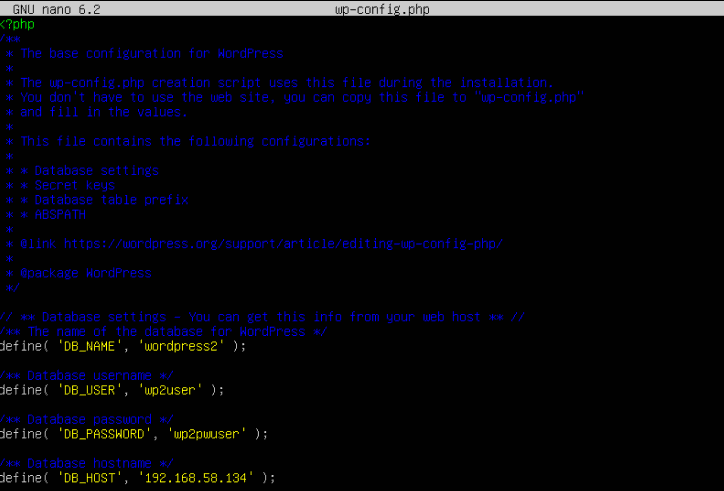 GNU nano 6.2 wp-config.php
<?php
/**
 * The base configuration for WordPress
 *
 * The wp-config.php creation script uses this file during the installation.
 * You don't have to use the web site, you can copy this file to "wp-config.php"
 * and fill in the values.
 *
 * This file contains the following configurations:
 *
 * * Database settings
 * * Secret keys
 * * Database table prefix
 * * ABSPATH
 *
 * @link https://wordpress.org/support/article/editing-wp-config-php/
 *
 * @package WordPress
 */
// ** Database settings - You can get this info from your web host ** //
/** The name of the database for WordPress */
define( 'DB_NAME', 'wordpress2' );
/** Database username */
define( 'DB_USER', 'wp2user' );
/** Database password */
define( 'DB_PASSWORD', 'wp2pwuser' );
/** Database hostname */
define( 'DB_HOST', '192.168.58.134' );